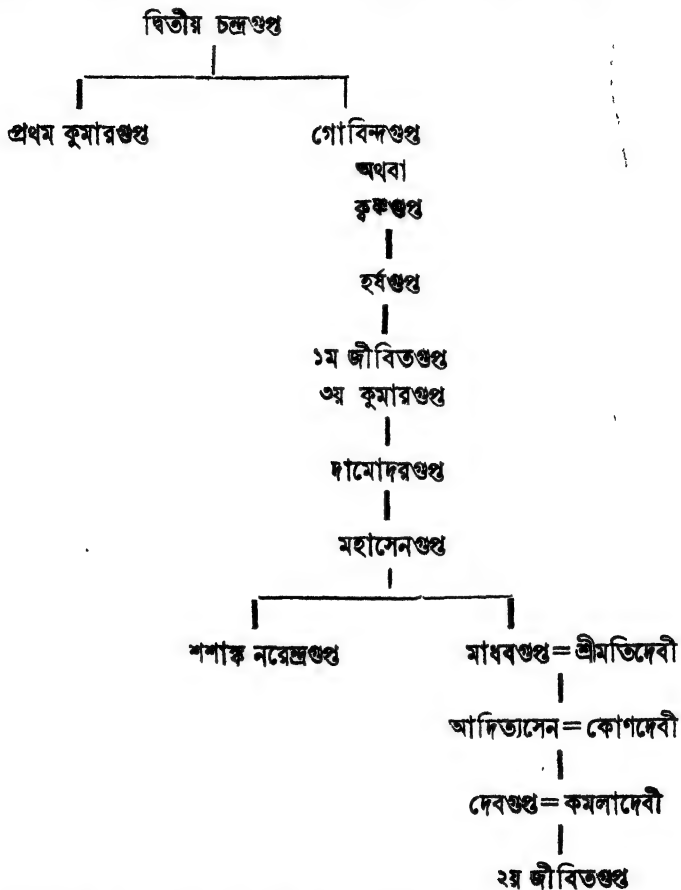 দ্বিতীয় চন্দ্রগুপ্ত
প্রথম কুমারগুপ্ত গোবিন্দগুপ্ত
অথবা
কৃষ্ণগুপ্ত
হর্ষগুপ্ত
১ম জীবিতগুপ্ত
৩য় কুমারগুপ্ত
দামোদরগুপ্ত
মহাসেনগুপ্ত
শশাঙ্ক নরেন্দ্রগুপ্ত মাধবগুপ্ত = শ্রীমতিদেবী
আদিত্যসেন = কোণদেবী
দেবগুপ্ত = কমলাদেবী
২য় জীবিতগুপ্ত